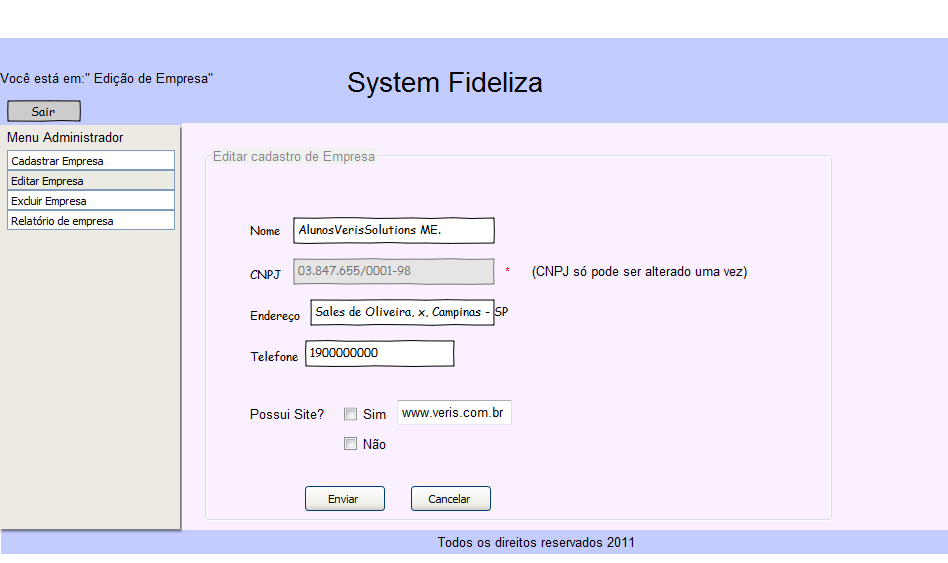 Você está em:" Edição de Empresa"
System Fideliza
Sair
Menu Administrador
Cadastrar Empresa
Editar Empresa
Excluir Empresa
Relatório de empresa
Editar cadastro de Empresa
Nome AlunosVerisSolutions ME.
CNPJ 03.847.655/0001-98 * (CNPJ só pode ser alterado uma vez)
Endereço Sales de Oliveira, x, Campinas - SP
Telefone 1900000000
Possui Site? Sim www.veris.com.br
Não
Enviar Cancelar
Todos os direitos reservados 2011